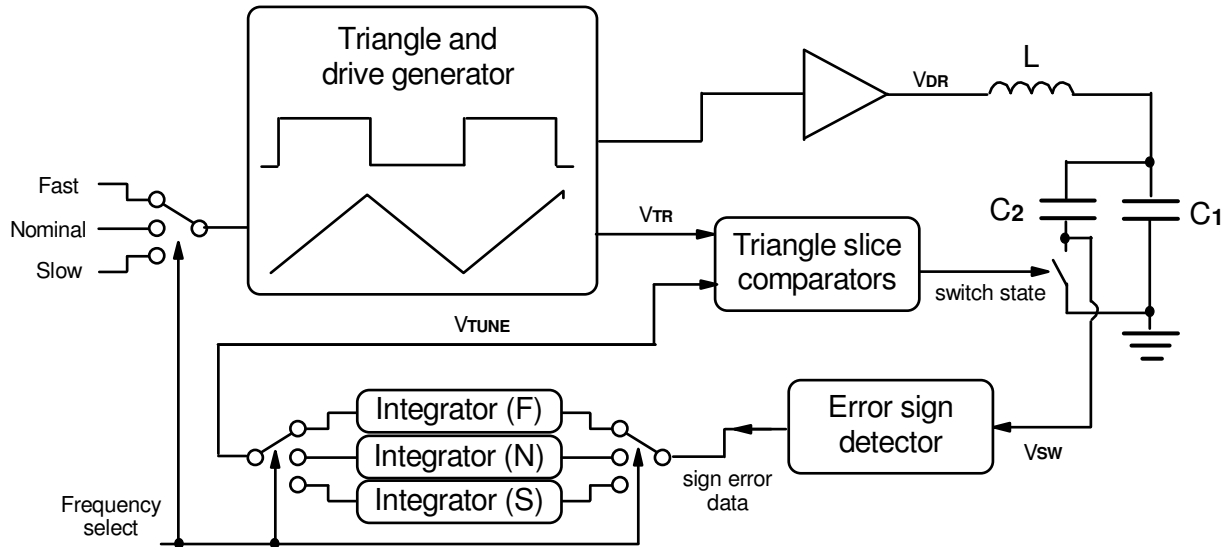 Triangle and
drive generator
L
VDR
Fast
Nominal
Slow
VTR
C2
C1
Triangle slice
comparators
switch state
VTUNE
Integrator (F)
Integrator (N)
Integrator (S)
Error sign
detector
VSW
sign error
data
Frequency
select